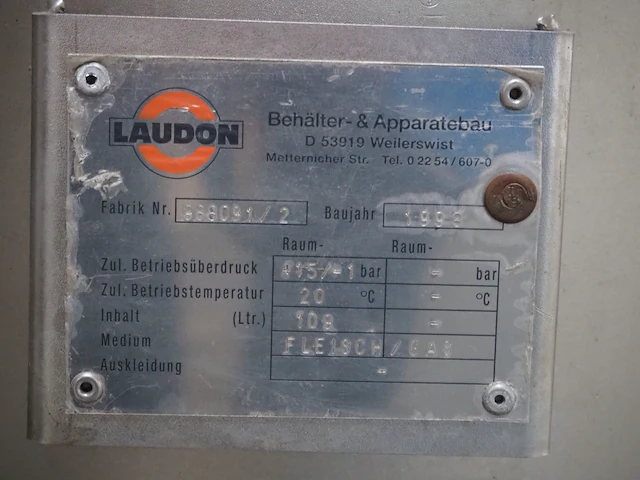 LAUDON
Behälter- & Apparatebau
D 53919 Weilerswist
Metternicher Str. Tel. 0 22 54 / 607-0
Fabrik Nr. Baujahr
Raum- Raum-
Zul. Betriebsüberdruck bar - bar
Zul. Betriebstemperatur 20 °C - °C
Inhalt (Ltr.) -
Medium FLEISCH/
Auskleidung -